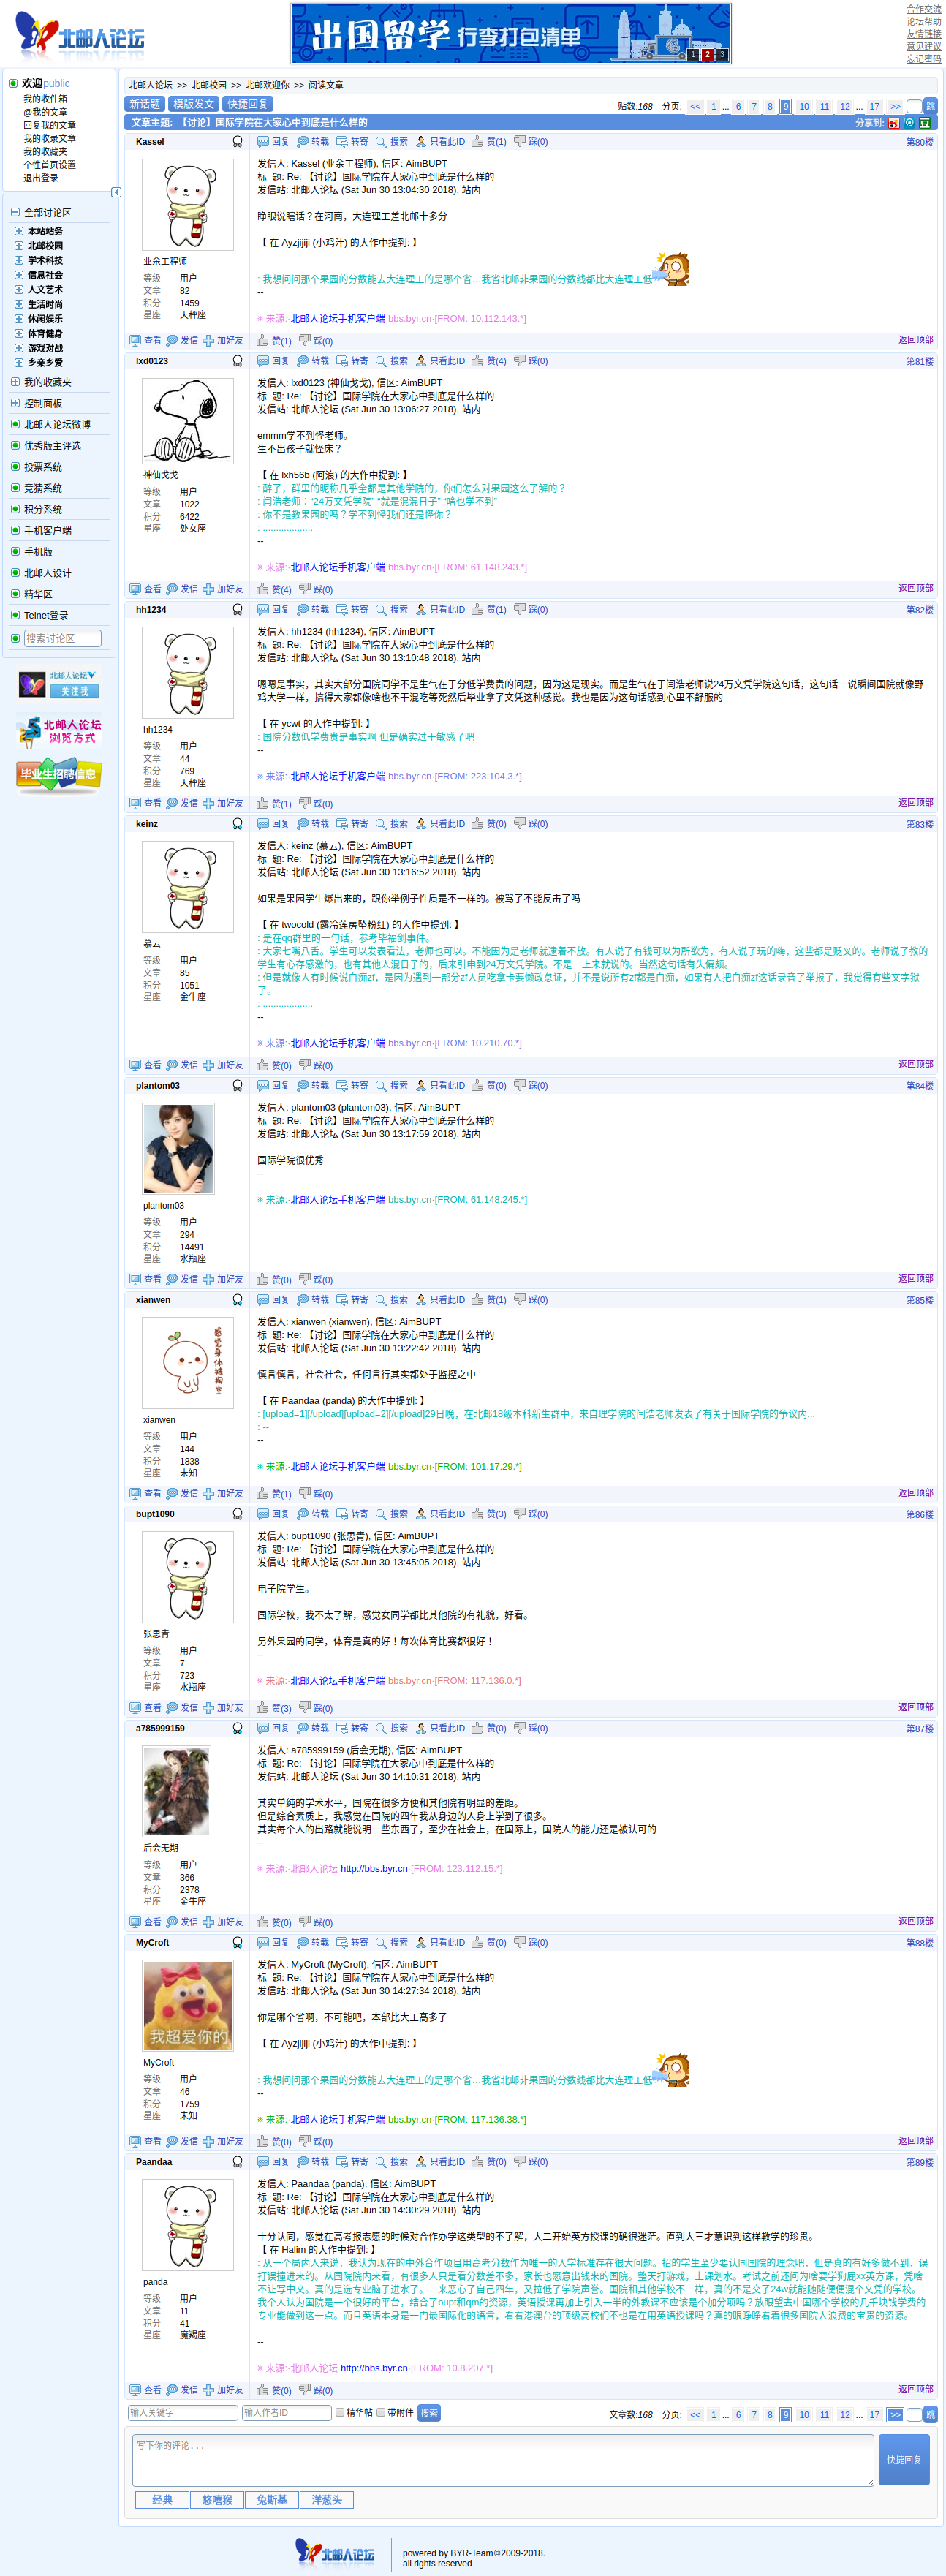 北邮人论坛
出国留学 行李打包清单
1 2 3
合作交流
论坛帮助
友情链接
意见建议
忘记密码
欢迎public
我的收件箱
@我的文章
回复我的文章
我的收录文章
我的收藏夹
个性首页设置
退出登录
全部讨论区
本站站务
北邮校园
学术科技
信息社会
人文艺术
生活时尚
休闲娱乐
体育健身
游戏对战
乡亲乡爱
我的收藏夹
控制面板
北邮人论坛微博
优秀版主评选
投票系统
竞猜系统
积分系统
手机客户端
手机版
北邮人设计
精华区
Telnet登录
搜索讨论区
北邮人论坛
关注我
北邮人论坛
浏览方式
毕业生招聘信息
北邮人论坛 >> 北邮校园 >> 北邮欢迎你 >> 阅读文章
新话题 模版发文 快捷回复
贴数:168 分页: << 1 ... 6 7 8 9 10 11 12 ... 17 >> 跳
文章主题: 【讨论】国际学院在大家心中到底是什么样的
分享到:
Kassel
回复 转载 转寄 搜索 只看此ID 赞(1) 踩(0) 第80楼
业余工程师
等级 用户
文章 82
积分 1459
星座 天秤座
发信人: Kassel (业余工程师), 信区: AimBUPT
标 题: Re: 【讨论】国际学院在大家心中到底是什么样的
发信站: 北邮人论坛 (Sat Jun 30 13:04:30 2018), 站内
睁眼说瞎话？在河南，大连理工差北邮十多分
【 在 Ayzjijiji (小鸡汁) 的大作中提到: 】
: 我想问问那个果园的分数能去大连理工的是哪个省…我省北邮非果园的分数线都比大连理工低
--
※ 来源:·北邮人论坛手机客户端 bbs.byr.cn·[FROM: 10.112.143.*]
查看 发信 加好友 赞(1) 踩(0) 返回顶部
lxd0123
回复 转载 转寄 搜索 只看此ID 赞(4) 踩(0) 第81楼
神仙戈戈
等级 用户
文章 1022
积分 6422
星座 处女座
发信人: lxd0123 (神仙戈戈), 信区: AimBUPT
标 题: Re: 【讨论】国际学院在大家心中到底是什么样的
发信站: 北邮人论坛 (Sat Jun 30 13:06:27 2018), 站内
emmm学不到怪老师。
生不出孩子就怪床？
【 在 lxh56b (阿浪) 的大作中提到: 】
: 醉了，群里的昵称几乎全都是其他学院的，你们怎么对果园这么了解的？
: 闫浩老师：“24万文凭学院” “就是混混日子” “啥也学不到”
: 你不是教果园的吗？学不到怪我们还是怪你？
: ...................
--
※ 来源:·北邮人论坛手机客户端 bbs.byr.cn·[FROM: 61.148.243.*]
查看 发信 加好友 赞(4) 踩(0) 返回顶部
hh1234
回复 转载 转寄 搜索 只看此ID 赞(1) 踩(0) 第82楼
hh1234
等级 用户
文章 44
积分 769
星座 天秤座
发信人: hh1234 (hh1234), 信区: AimBUPT
标 题: Re: 【讨论】国际学院在大家心中到底是什么样的
发信站: 北邮人论坛 (Sat Jun 30 13:10:48 2018), 站内
嗯嗯是事实，其实大部分国院同学不是生气在于分低学费贵的问题，因为这是现实。而是生气在于闫浩老师说24万文凭学院这句话，这句话一说瞬间国院就像野
鸡大学一样，搞得大家都像啥也不干混吃等死然后毕业拿了文凭这种感觉。我也是因为这句话感到心里不舒服的
【 在 ycwt 的大作中提到: 】
: 国院分数低学费贵是事实啊 但是确实过于敏感了吧
--
※ 来源:·北邮人论坛手机客户端 bbs.byr.cn·[FROM: 223.104.3.*]
查看 发信 加好友 赞(1) 踩(0) 返回顶部
keinz
回复 转载 转寄 搜索 只看此ID 赞(0) 踩(0) 第83楼
慕云
等级 用户
文章 85
积分 1051
星座 金牛座
发信人: keinz (慕云), 信区: AimBUPT
标 题: Re: 【讨论】国际学院在大家心中到底是什么样的
发信站: 北邮人论坛 (Sat Jun 30 13:16:52 2018), 站内
如果是果园学生爆出来的，跟你举例子性质是不一样的。被骂了不能反击了吗
【 在 twocold (露冷莲房坠粉红) 的大作中提到: 】
: 是在qq群里的一句话，参考毕福剑事件。
: 大家七嘴八舌。学生可以发表看法，老师也可以。不能因为是老师就逮着不放。有人说了有钱可以为所欲为，有人说了玩的嗨，这些都是贬义的。老师说了教的
学生有心存感激的，也有其他人混日子的，后来引申到24万文凭学院。不是一上来就说的。当然这句话有失偏颇。
: 但是就像人有时候说白痴zf，是因为遇到一部分zf人员吃拿卡要懒政怠证，并不是说所有zf都是白痴，如果有人把白痴zf这话录音了举报了，我觉得有些文字狱
了。
: ...................
--
※ 来源:·北邮人论坛手机客户端 bbs.byr.cn·[FROM: 10.210.70.*]
查看 发信 加好友 赞(0) 踩(0) 返回顶部
plantom03
回复 转载 转寄 搜索 只看此ID 赞(0) 踩(0) 第84楼
plantom03
等级 用户
文章 294
积分 14491
星座 水瓶座
发信人: plantom03 (plantom03), 信区: AimBUPT
标 题: Re: 【讨论】国际学院在大家心中到底是什么样的
发信站: 北邮人论坛 (Sat Jun 30 13:17:59 2018), 站内
国际学院很优秀
--
※ 来源:·北邮人论坛手机客户端 bbs.byr.cn·[FROM: 61.148.245.*]
查看 发信 加好友 赞(0) 踩(0) 返回顶部
xianwen
回复 转载 转寄 搜索 只看此ID 赞(1) 踩(0) 第85楼
感觉身体被掏空
xianwen
等级 用户
文章 144
积分 1838
星座 未知
发信人: xianwen (xianwen), 信区: AimBUPT
标 题: Re: 【讨论】国际学院在大家心中到底是什么样的
发信站: 北邮人论坛 (Sat Jun 30 13:22:42 2018), 站内
慎言慎言，社会社会，任何言行其实都处于监控之中
【 在 Paandaa (panda) 的大作中提到: 】
: [upload=1][/upload][upload=2][/upload]29日晚，在北邮18级本科新生群中，来自理学院的闫浩老师发表了有关于国际学院的争议内...
: --
--
※ 来源:·北邮人论坛手机客户端 bbs.byr.cn·[FROM: 101.17.29.*]
查看 发信 加好友 赞(1) 踩(0) 返回顶部
bupt1090
回复 转载 转寄 搜索 只看此ID 赞(3) 踩(0) 第86楼
张思青
等级 用户
文章 7
积分 723
星座 水瓶座
发信人: bupt1090 (张思青), 信区: AimBUPT
标 题: Re: 【讨论】国际学院在大家心中到底是什么样的
发信站: 北邮人论坛 (Sat Jun 30 13:45:05 2018), 站内
电子院学生。
国际学校，我不太了解，感觉女同学都比其他院的有礼貌，好看。
另外果园的同学，体育是真的好！每次体育比赛都很好！
--
※ 来源:·北邮人论坛手机客户端 bbs.byr.cn·[FROM: 117.136.0.*]
查看 发信 加好友 赞(3) 踩(0) 返回顶部
a785999159
回复 转载 转寄 搜索 只看此ID 赞(0) 踩(0) 第87楼
后会无期
等级 用户
文章 366
积分 2378
星座 金牛座
发信人: a785999159 (后会无期), 信区: AimBUPT
标 题: Re: 【讨论】国际学院在大家心中到底是什么样的
发信站: 北邮人论坛 (Sat Jun 30 14:10:31 2018), 站内
其实单纯的学术水平，国院在很多方便和其他院有明显的差距。
但是综合素质上，我感觉在国院的四年我从身边的人身上学到了很多。
其实每个人的出路就能说明一些东西了，至少在社会上，在国际上，国院人的能力还是被认可的
--
※ 来源:·北邮人论坛 http://bbs.byr.cn·[FROM: 123.112.15.*]
查看 发信 加好友 赞(0) 踩(0) 返回顶部
MyCroft
回复 转载 转寄 搜索 只看此ID 赞(0) 踩(0) 第88楼
我超爱你的
MyCroft
等级 用户
文章 46
积分 1759
星座 未知
发信人: MyCroft (MyCroft), 信区: AimBUPT
标 题: Re: 【讨论】国际学院在大家心中到底是什么样的
发信站: 北邮人论坛 (Sat Jun 30 14:27:34 2018), 站内
你是哪个省啊，不可能吧，本部比大工高多了
【 在 Ayzjijiji (小鸡汁) 的大作中提到: 】
: 我想问问那个果园的分数能去大连理工的是哪个省…我省北邮非果园的分数线都比大连理工低
--
※ 来源:·北邮人论坛手机客户端 bbs.byr.cn·[FROM: 117.136.38.*]
查看 发信 加好友 赞(0) 踩(0) 返回顶部
Paandaa
回复 转载 转寄 搜索 只看此ID 赞(0) 踩(0) 第89楼
panda
等级 用户
文章 11
积分 41
星座 魔羯座
发信人: Paandaa (panda), 信区: AimBUPT
标 题: Re: 【讨论】国际学院在大家心中到底是什么样的
发信站: 北邮人论坛 (Sat Jun 30 14:30:29 2018), 站内
十分认同，感觉在高考报志愿的时候对合作办学这类型的不了解，大二开始英方授课的确很迷茫。直到大三才意识到这样教学的珍贵。
【 在 Halim 的大作中提到: 】
: 从一个局内人来说，我认为现在的中外合作项目用高考分数作为唯一的入学标准存在很大问题。招的学生至少要认同国院的理念吧，但是真的有好多做不到，误
打误撞进来的。从国院院内来看，有很多人只是看分数差不多，家长也愿意出钱来的国院。整天打游戏，上课划水。考试之前还问为啥要学狗屁xx英方课，凭啥
不让写中文。真的是选专业脑子进水了。一来恶心了自己四年，又拉低了学院声誉。国院和其他学校不一样，真的不是交了24w就能随随便便混个文凭的学校。
我个人认为国院是一个很好的平台，结合了bupt和qm的资源，英语授课再加上引入一半的外教课不应该是个加分项吗？放眼望去中国哪个学校的几千块钱学费的
专业能做到这一点。而且英语本身是一门最国际化的语言，看看港澳台的顶级高校们不也是在用英语授课吗？真的眼睁睁看着很多国院人浪费的宝贵的资源。
--
※ 来源:·北邮人论坛 http://bbs.byr.cn·[FROM: 10.8.207.*]
查看 发信 加好友 赞(0) 踩(0) 返回顶部
输入关键字 输入作者ID 精华帖 带附件 搜索
文章数:168 分页: << 1 ... 6 7 8 9 10 11 12 ... 17 >> 跳
写下你的评论...
快捷回复
经典 悠嘻猴 兔斯基 洋葱头
北邮人论坛
powered by BYR-Team©2009-2018.
all rights reserved